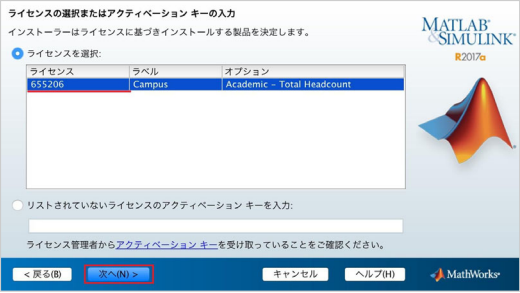 ライセンスの選択またはアクティベーション キーの入力
インストーラーはライセンスに基づきインストールする製品を決定します。
MATLAB
&SIMULINK®
R2017a
ライセンスを選択:
ライセンス ラベル オプション
655206 Campus Academic – Total Headcount
リストされていないライセンスのアクティベーション キーを入力:
ライセンス管理者からアクティベーション キーを受け取っていることをご確認ください。
< 戻る(B) 次へ(N) > キャンセル ヘルプ(H) MathWorks®